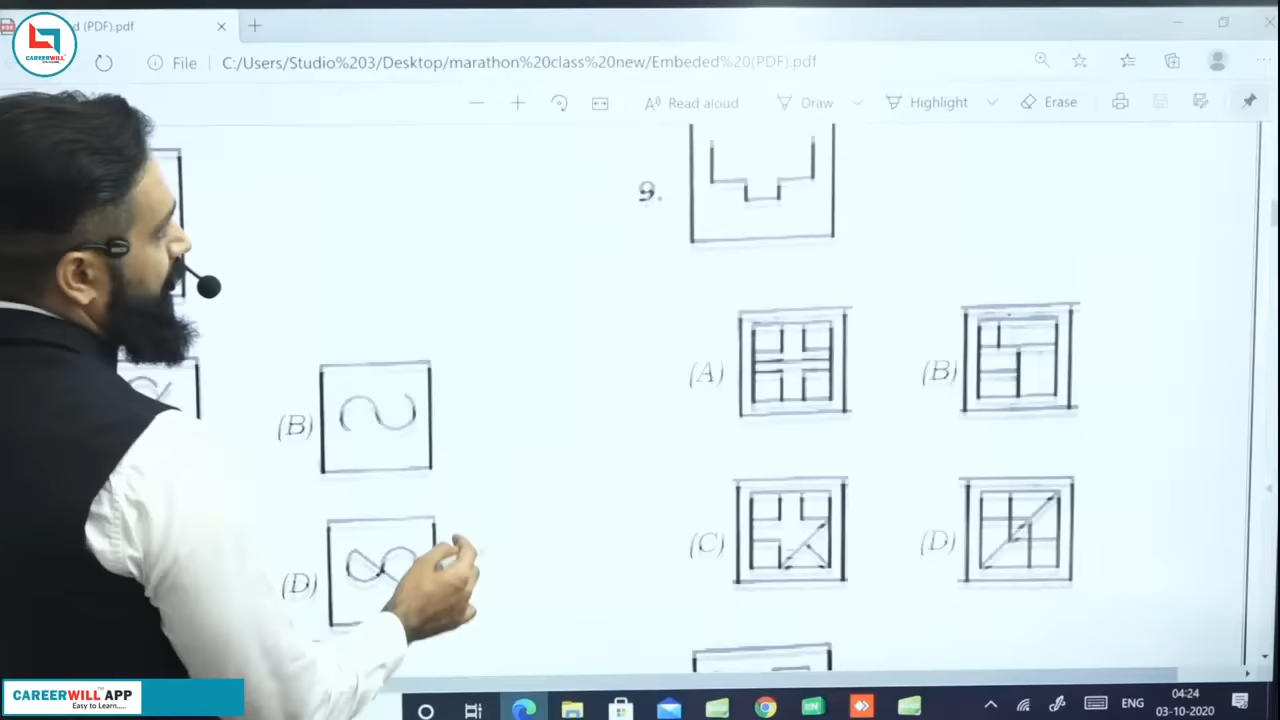 d (PDF).pdf
CAREERWILL
File
C:/Users/Studio%203/Desktop/marathon%20class%20new/Embeded%20(PDF).pdf
Read aloud
Draw
Highlight
Erase
9.
(A)
(B)
(B)
(C)
(D)
(D)
CAREERWILL APP
Easy to Learn.....
ENG
04:24
03-10-2020